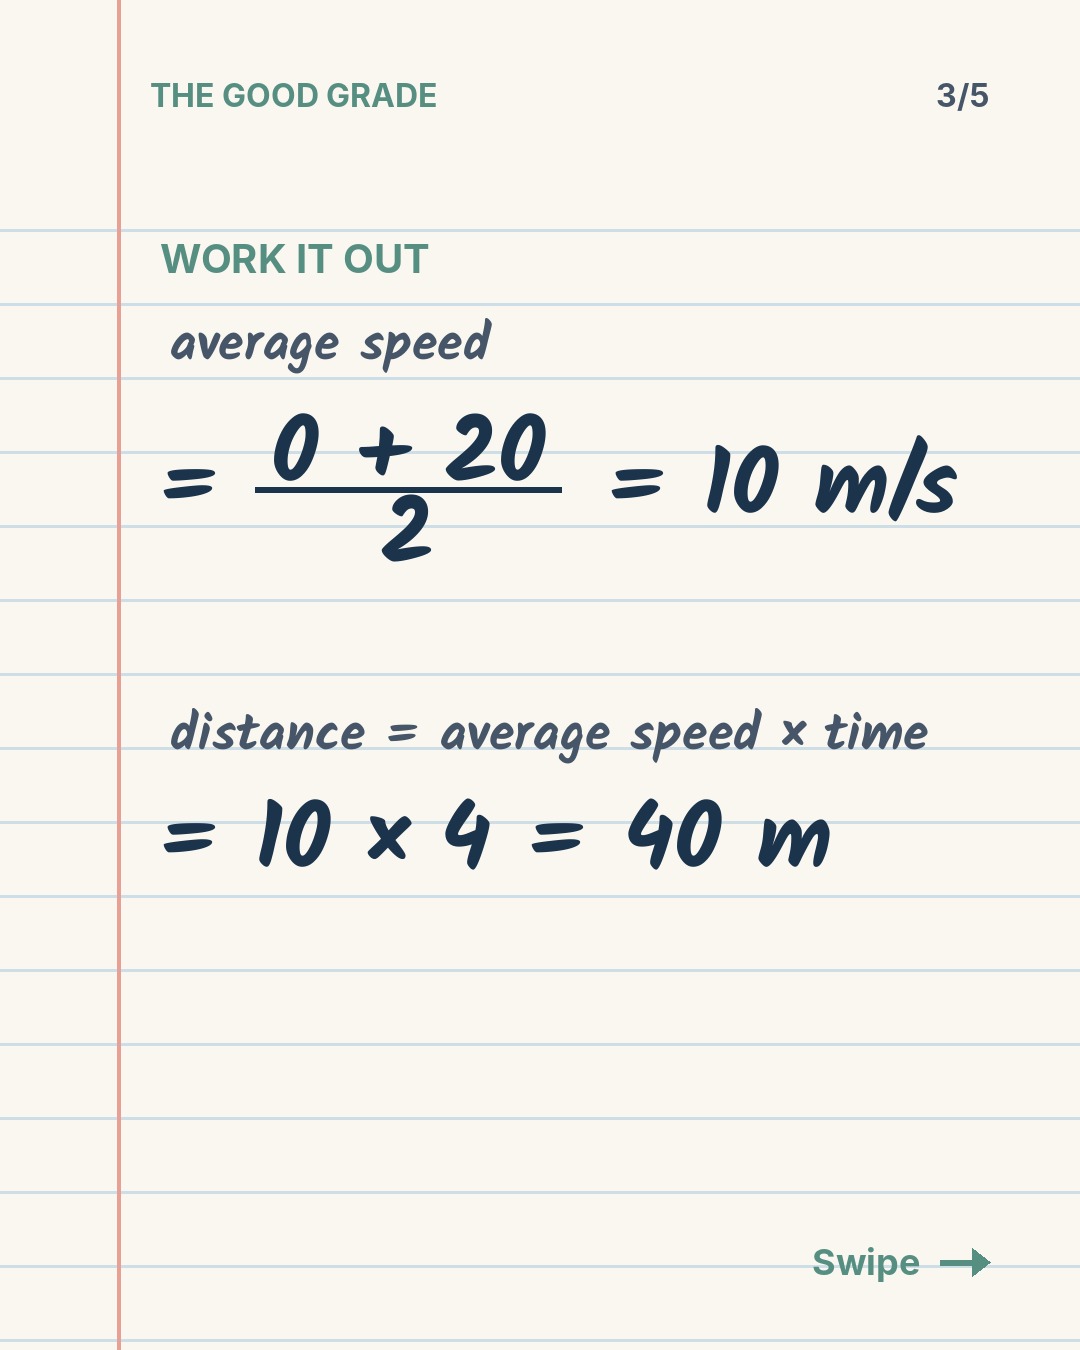 THE GOOD GRADE 3/5
WORK IT OUT
average speed
= (0 + 20)/2 = 10 m/s
distance = average speed × time
= 10 × 4 = 40 m
Swipe →